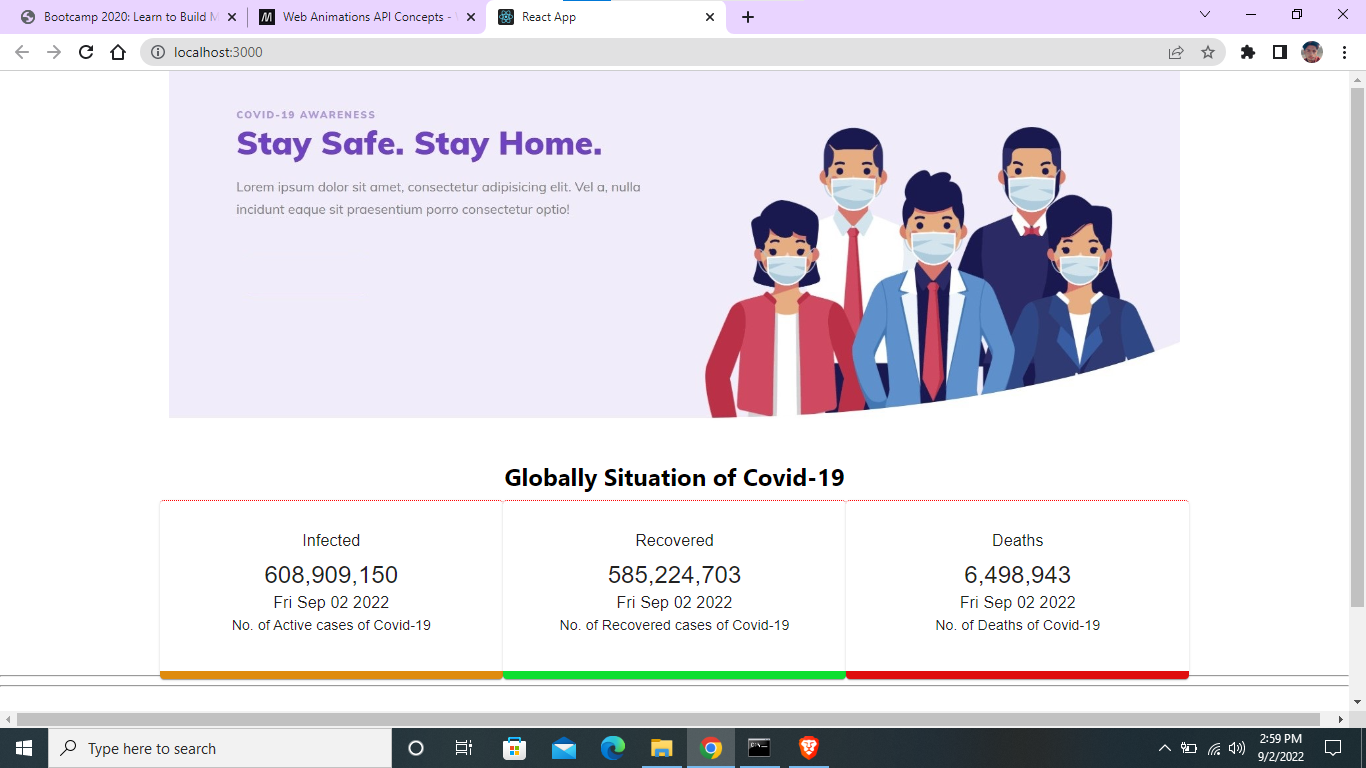 Bootcamp 2020: Learn to Build M
Web Animations API Concepts -
React App
localhost:3000
COVID-19 AWARENESS
Stay Safe. Stay Home.
Lorem ipsum dolor sit amet, consectetur adipisicing elit. Vel a, nulla
incidunt eaque sit praesentium porro consectetur optio!
Globally Situation of Covid-19
Infected
608,909,150
Fri Sep 02 2022
No. of Active cases of Covid-19
Recovered
585,224,703
Fri Sep 02 2022
No. of Recovered cases of Covid-19
Deaths
6,498,943
Fri Sep 02 2022
No. of Deaths of Covid-19
Type here to search
2:59 PM
9/2/2022